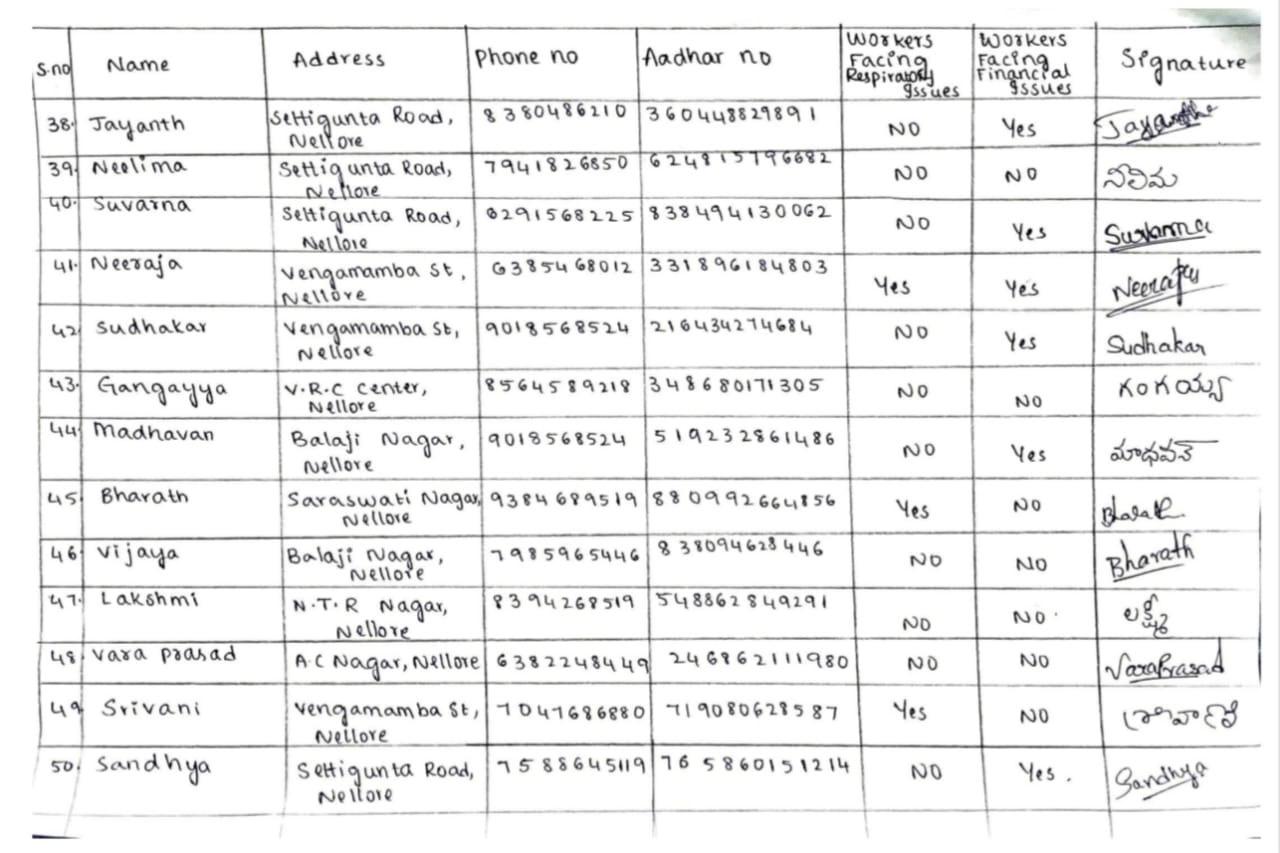 S.no Name Address Phone no Aadhar no Workers Facing Respiratory Issues Workers Facing Financial Issues Signature
38. Jayanth Settigunta Road, Nellore 8380486210 360448829891 NO Yes
39. Neelima Settigunta Road, Nellore 7941826850 624815796682 NO NO నీలిమ
40. Suvarna Settigunta Road, Nellore 8291568225 838494130062 NO Yes Suvarna
41. Neeraja Vengamamba St, Nellore 6385468012 331896184803 Yes Yes Neeraja
42 Sudhakar Vengamamba St, Nellore 9018568524 216434274684 NO Yes Sudhakar
43. Gangayya V.R.C Center, Nellore 8564589218 348680171305 NO NO గంగయ్య
44 Madhavan Balaji Nagar, Nellore 9018568524 519232861486 NO Yes మాధవన్
45. Bharath Saraswati Nagar, Nellore 9384689519 880992664856 Yes NO Bharath
46 Vijaya Balaji Nagar, Nellore 7985965446 838094628446 NO NO Bharath
47. Lakshmi N.T.R Nagar, Nellore 8394268519 548862849291 NO NO. లక్ష్మి
48 Vara prasad A.C Nagar, Nellore 6382248449 246862111980 NO NO VaraPrasad
49 Srivani Vengamamba St, Nellore 7047686880 719080628587 Yes NO శ్రీవాణి
50. Sandhya Settigunta Road, Nellore 7588645119 765860151214 NO Yes. Sandhya